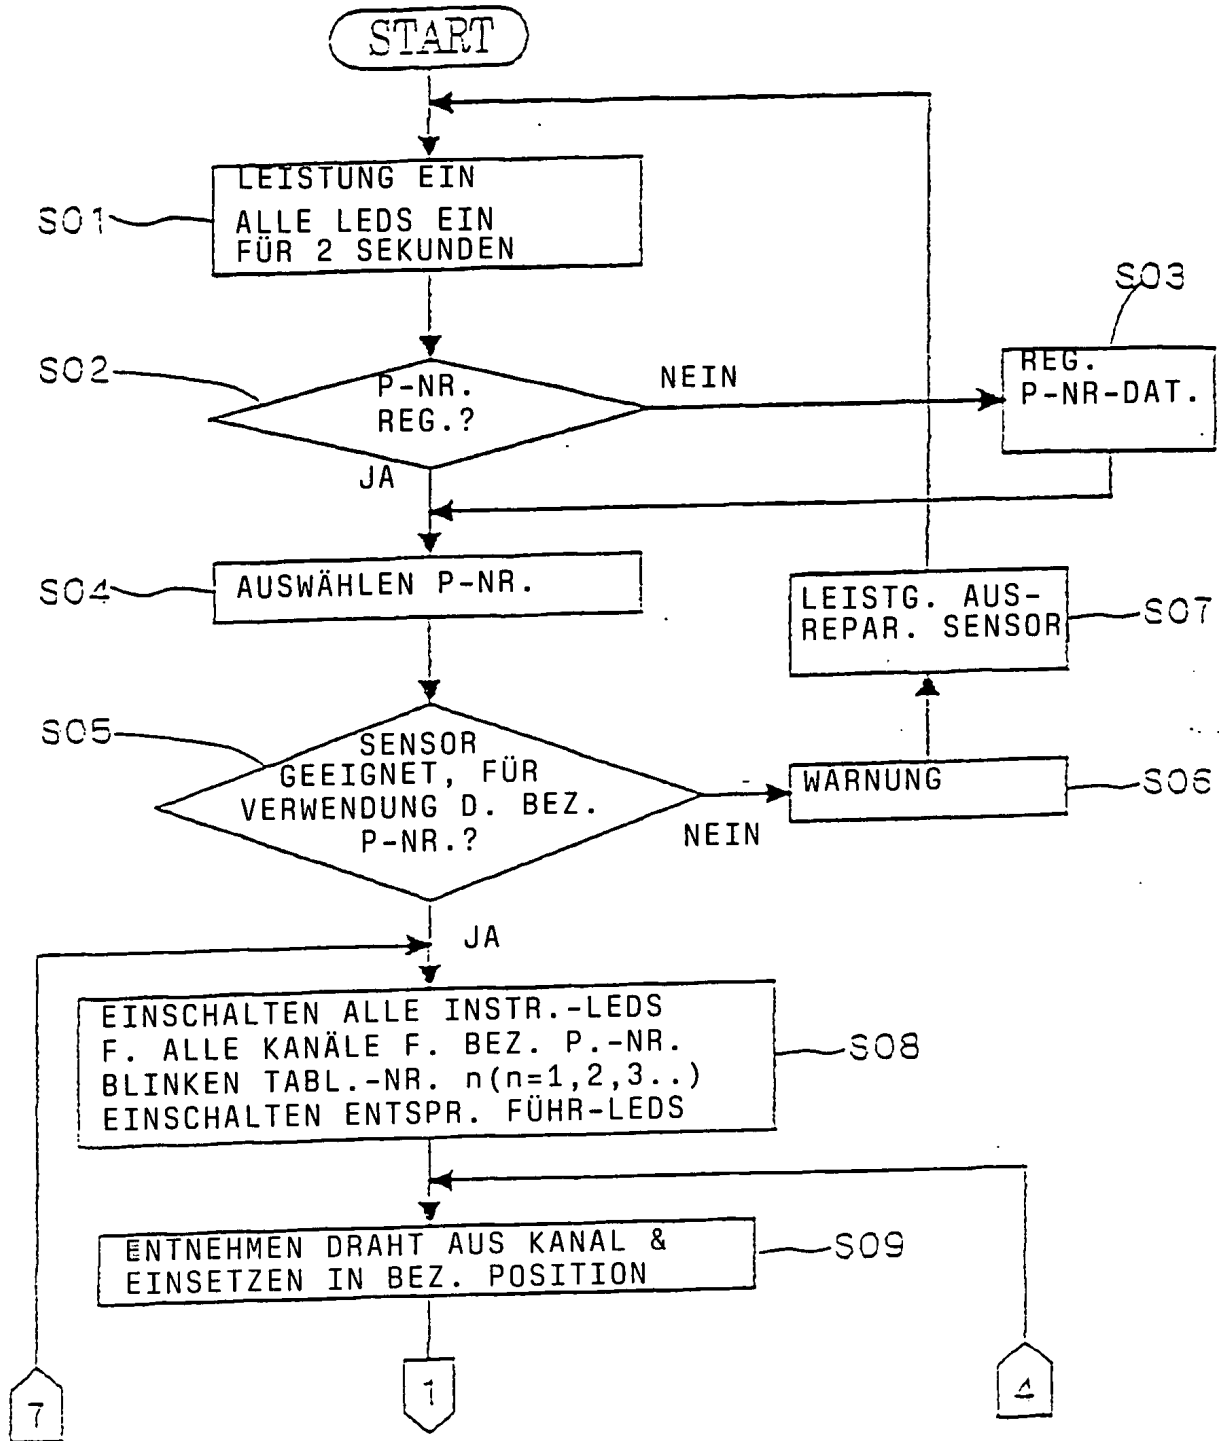 START
LEISTUNG EIN
ALLE LEDS EIN
FÜR 2 SEKUNDEN
S01
S03
S02
P-NR.
REG.?
NEIN
REG.
P-NR-DAT.
JA
S04
AUSWÄHLEN P-NR.
LEISTG. AUS-
REPAR. SENSOR
S07
S05
SENSOR
GEEIGNET, FÜR
VERWENDUNG D. BEZ.
P-NR.?
NEIN
WARNUNG
S06
JA
EINSCHALTEN ALLE INSTR.-LEDS
F. ALLE KANÄLE F. BEZ. P.-NR.
BLINKEN TABL.-NR. n(n=1,2,3..)
EINSCHALTEN ENTSPR. FÜHR-LEDS
S08
ENTNEHMEN DRAHT AUS KANAL &
EINSETZEN IN BEZ. POSITION
S09
7
1
4